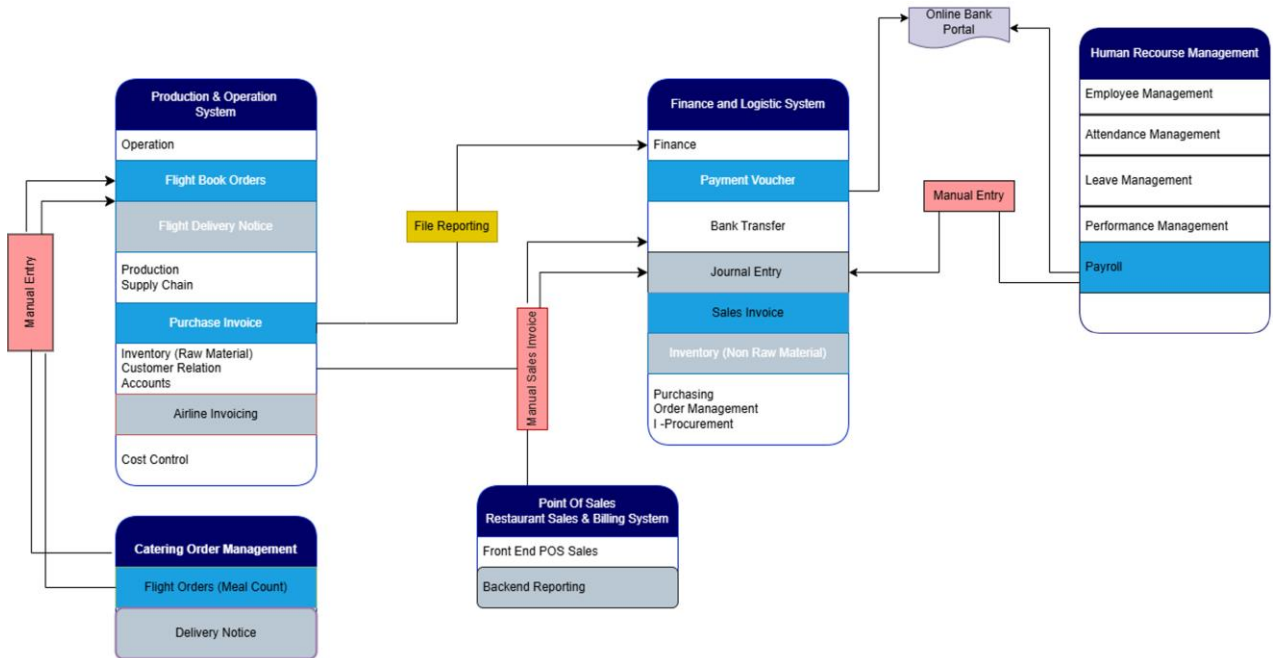 Online Bank
Portal
Human Recourse Management
Employee Management
Attendance Management
Leave Management
Performance Management
Payroll
Production & Operation
System
Operation
Flight Book Orders
Flight Delivery Notice
Production
Supply Chain
Purchase Invoice
Inventory (Raw Material)
Customer Relation
Accounts
Airline Invoicing
Cost Control
Finance and Logistic System
Finance
Payment Voucher
Bank Transfer
Journal Entry
Sales Invoice
Inventory (Non Raw Material)
Purchasing
Order Management
I -Procurement
File Reporting
Manual Entry
Manual Entry
Manual Sales Invoice
Point Of Sales
Restaurant Sales & Billing System
Front End POS Sales
Backend Reporting
Catering Order Management
Flight Orders (Meal Count)
Delivery Notice